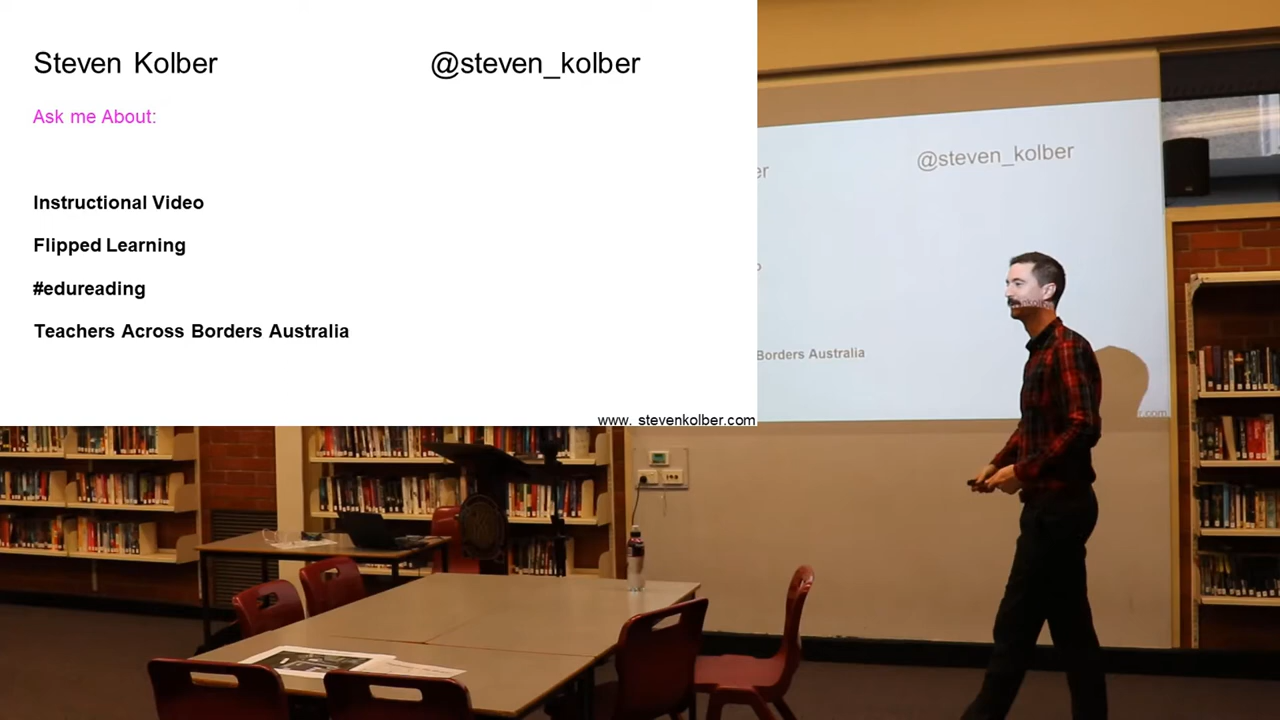 Steven Kolber
@steven_kolber
Ask me About:
Instructional Video
Flipped Learning
#edureading
Teachers Across Borders Australia
www. stevenkolber.com
@steven_kolber
Borders Australia